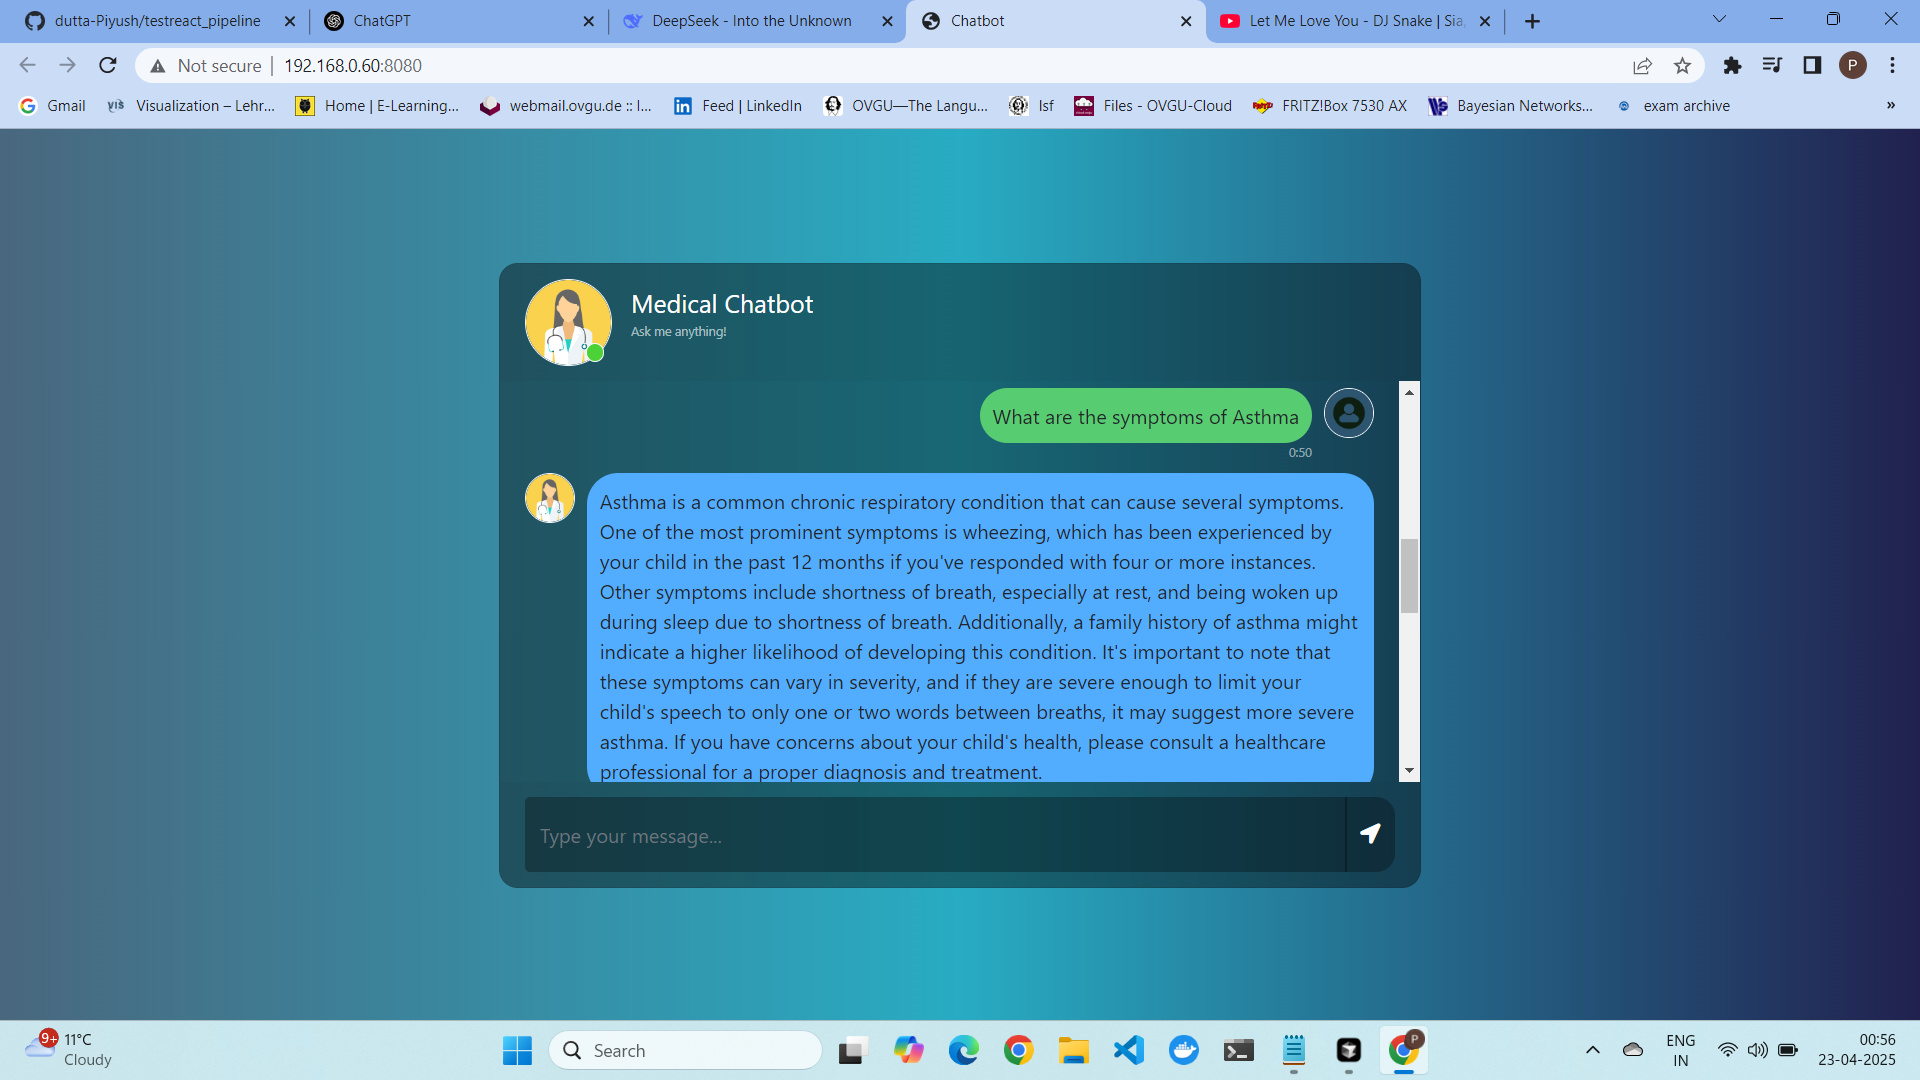 dutta-Piyush/testreact_pipeline
ChatGPT
DeepSeek - Into the Unknown
Chatbot
Let Me Love You - DJ Snake | Sia,
Not secure
192.168.0.60:8080
P
Gmail
Visualization – Lehr...
Home | E-Learning...
webmail.ovgu.de :: I...
Feed | LinkedIn
OVGU—The Langu...
lsf
Files - OVGU-Cloud
FRITZ!Box 7530 AX
Bayesian Networks...
exam archive
»
Medical Chatbot
Ask me anything!
What are the symptoms of Asthma
0:50
Asthma is a common chronic respiratory condition that can cause several symptoms.
One of the most prominent symptoms is wheezing, which has been experienced by
your child in the past 12 months if you've responded with four or more instances.
Other symptoms include shortness of breath, especially at rest, and being woken up
during sleep due to shortness of breath. Additionally, a family history of asthma might
indicate a higher likelihood of developing this condition. It's important to note that
these symptoms can vary in severity, and if they are severe enough to limit your
child's speech to only one or two words between breaths, it may suggest more severe
asthma. If you have concerns about your child's health, please consult a healthcare
professional for a proper diagnosis and treatment.
Type your message...
9+
11°C
Cloudy
Search
P
ENG
IN
00:56
23-04-2025